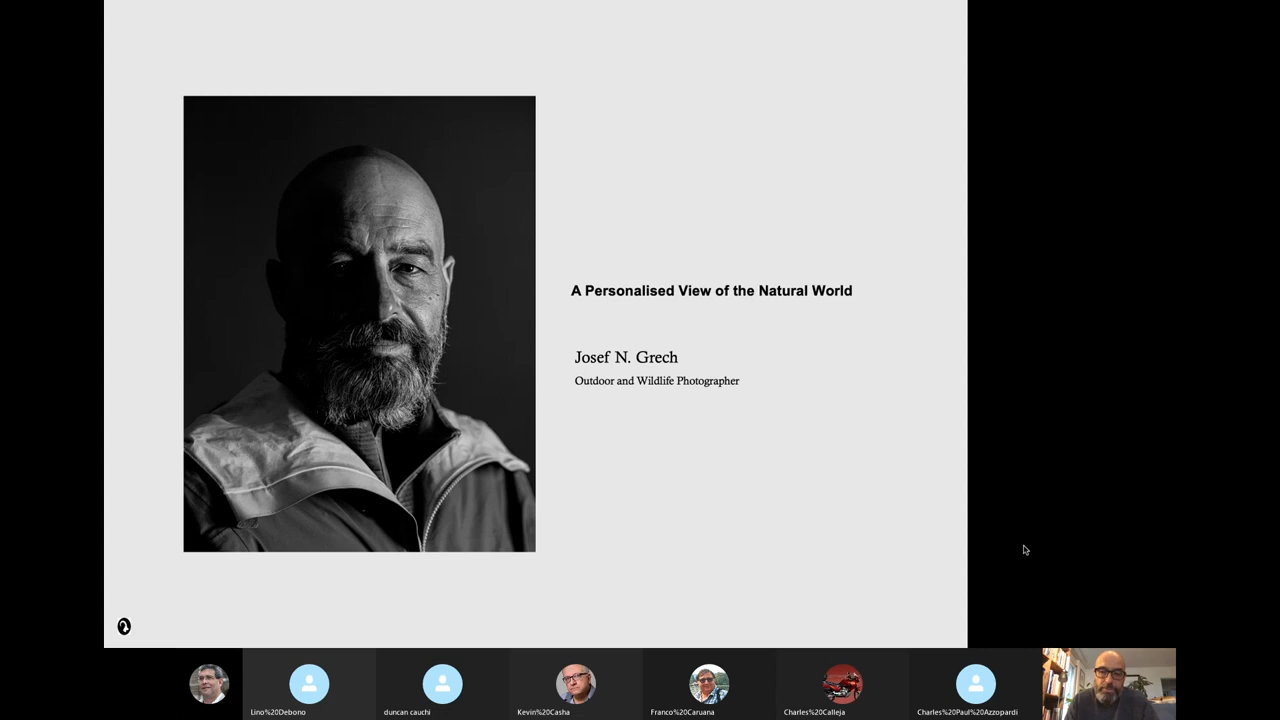 A Personalised View of the Natural World
Josef N. Grech
Outdoor and Wildlife Photographer
Lino%20Debono
duncan cauchi
Kevin%20Casha
Franco%20Caruana
Charles%20Calleja
Charles%20Paul%20Azzopardi